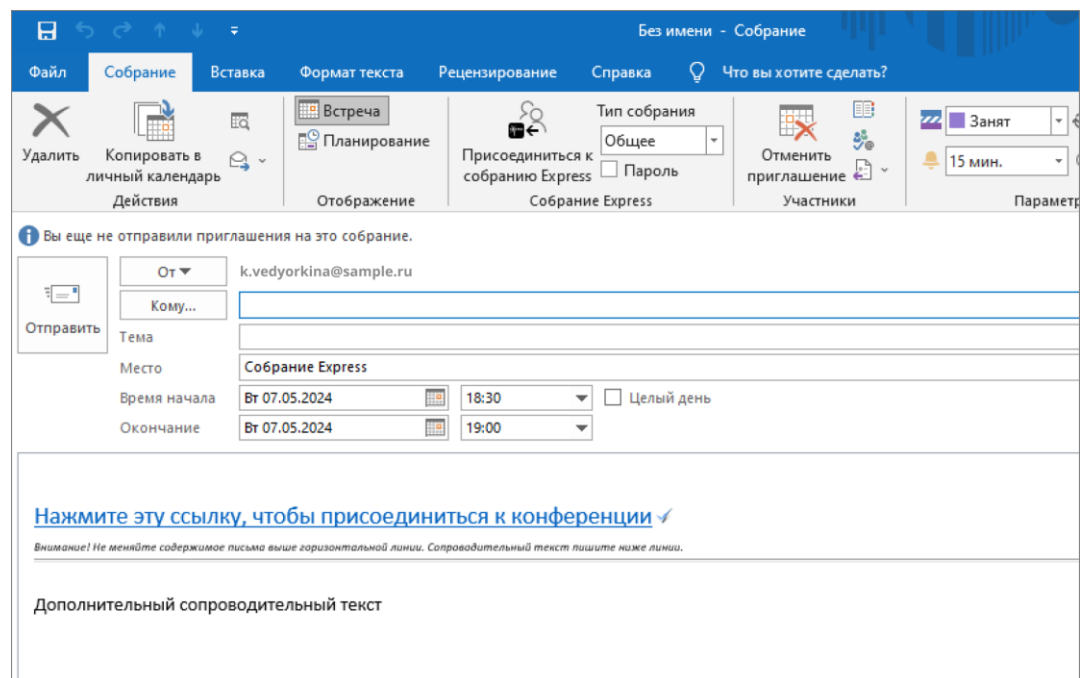 Без имени - Собрание
Файл Собрание Вставка Формат текста Рецензирование Справка Что вы хотите сделать?
Удалить
Копировать в личный календарь
Действия
Встреча
Планирование
Отображение
Присоединиться к собранию Express
Тип собрания
Общее
Пароль
Собрание Express
Отменить приглашение
Участники
Занят
15 мин.
Параметр
Вы еще не отправили приглашения на это собрание.
Отправить
От k.vedyorkina@sample.ru
Кому...
Тема
Место Собрание Express
Время начала Вт 07.05.2024 18:30 Целый день
Окончание Вт 07.05.2024 19:00
Нажмите эту ссылку, чтобы присоединиться к конференции
Внимание! Не меняйте содержимое письма выше горизонтальной линии. Сопроводительный текст пишите ниже линии.
Дополнительный сопроводительный текст